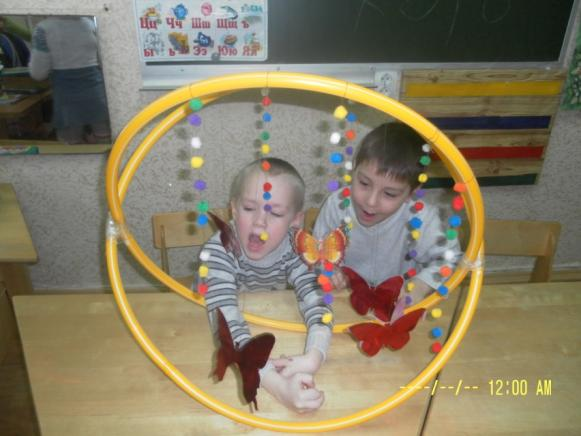 Цц Чч Шш Щщ ъ
ы ь Ээ Юю Яя
----/--/-- 12:00 AM